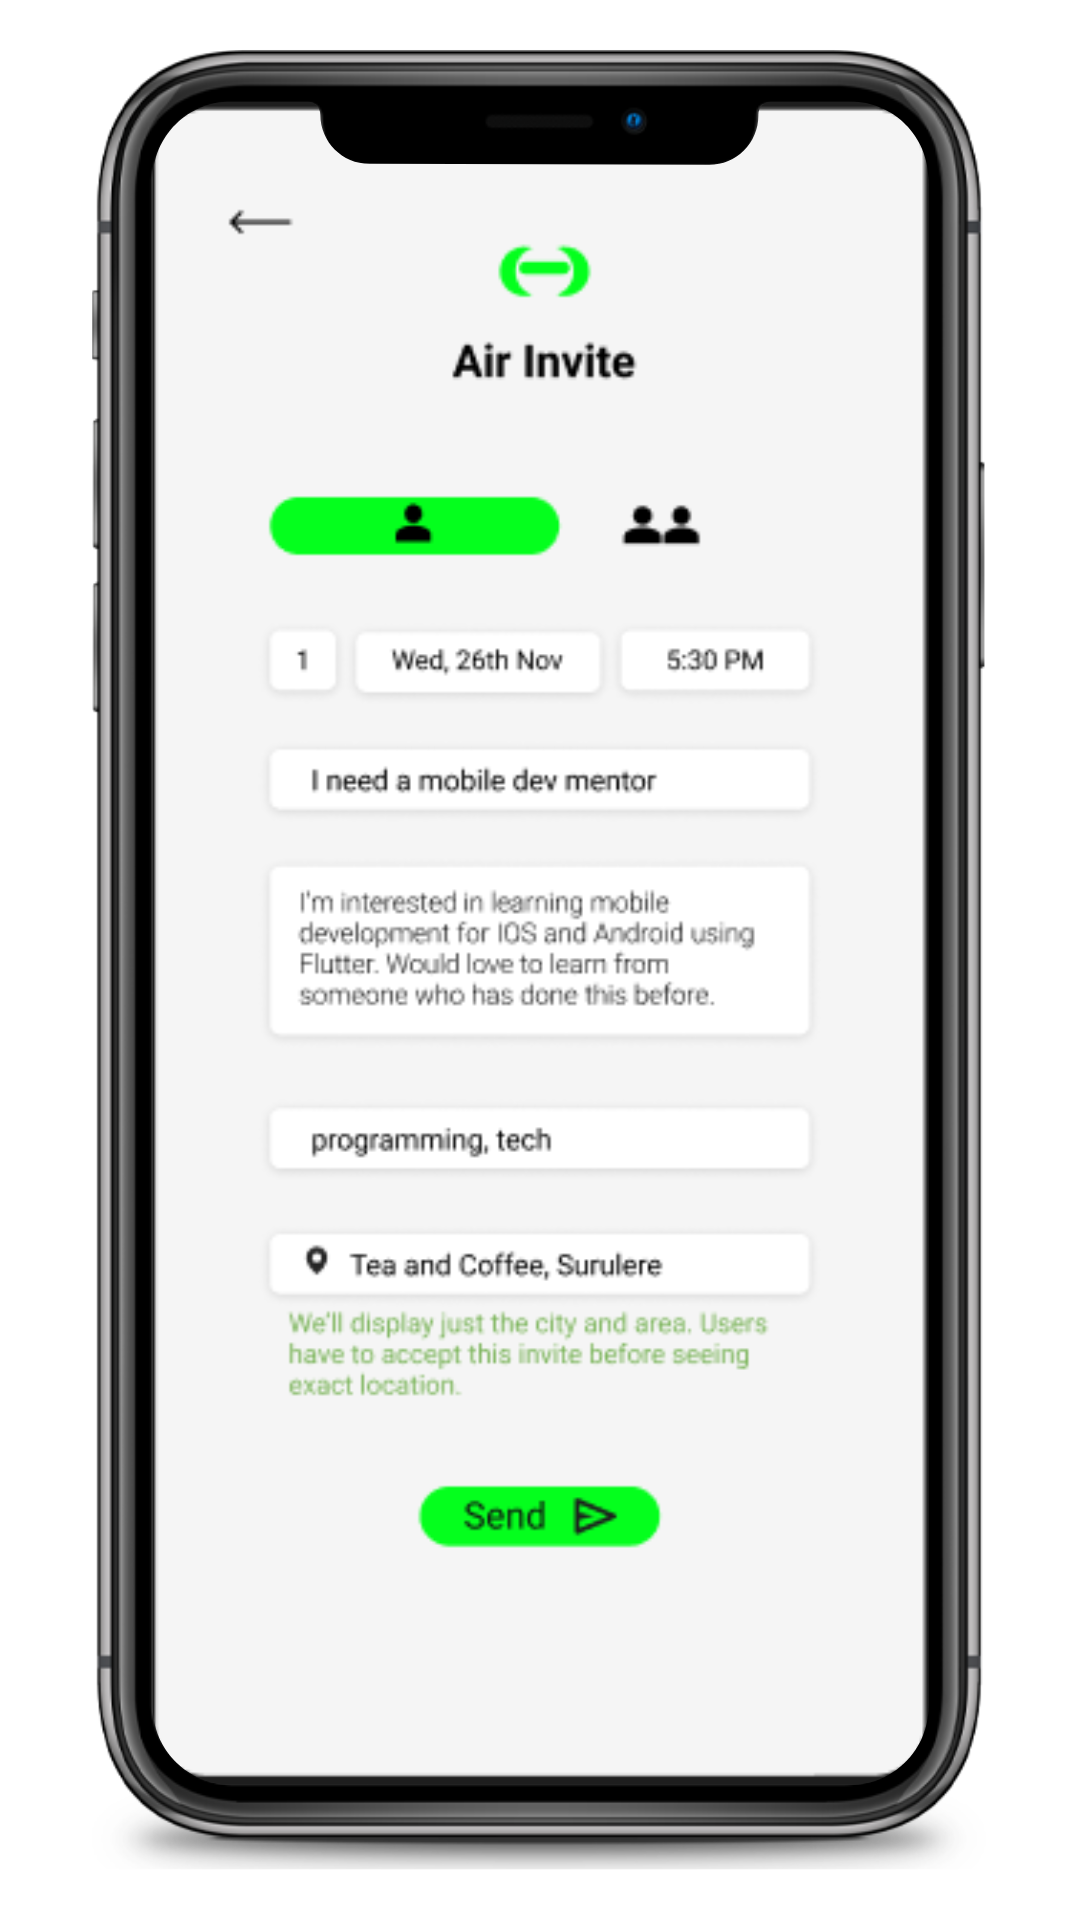 Air Invite
1 Wed, 26th Nov 5:30 PM
I need a mobile dev mentor
I'm interested in learning mobile
development for IOS and Android using
Flutter. Would love to learn from
someone who has done this before.
programming, tech
Tea and Coffee, Surulere
We'll display just the city and area. Users
have to accept this invite before seeing
exact location.
Send